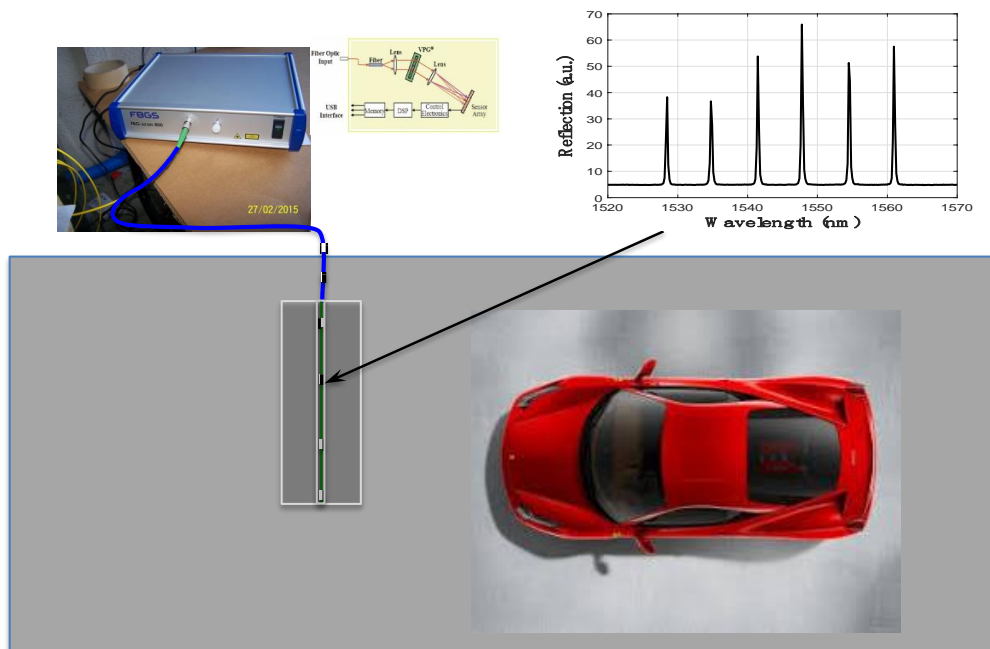 FBGS
27/02/2015
Fiber Optic
Input
Fiber
Lens
VPG®
Lens
Sensor
Array
USB
Interface
Memory
DSP
Control
Electronics
70
60
50
40
30
20
10
0
Reflection (a.u.)
1520
1530
1540
1550
1560
1570
Wavelength (nm)